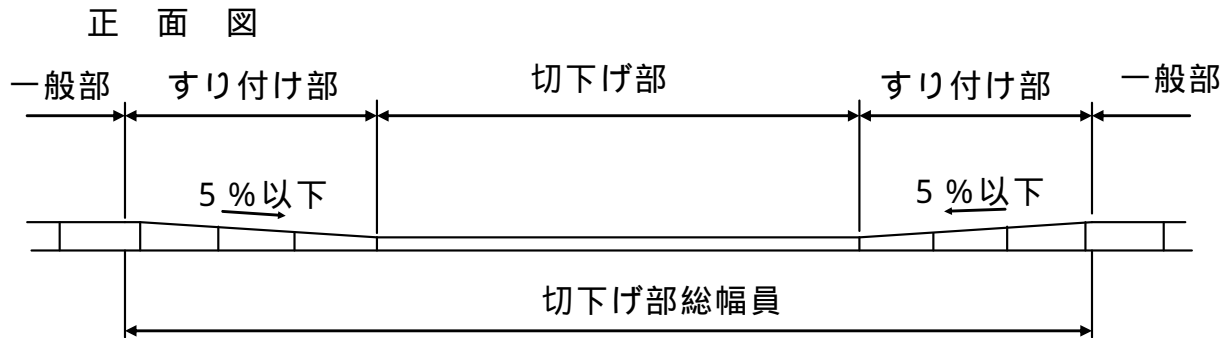 正面図
一般部 すり付け部 切下げ部 すり付け部 一般部
5%以下 5%以下
切下げ部総幅員